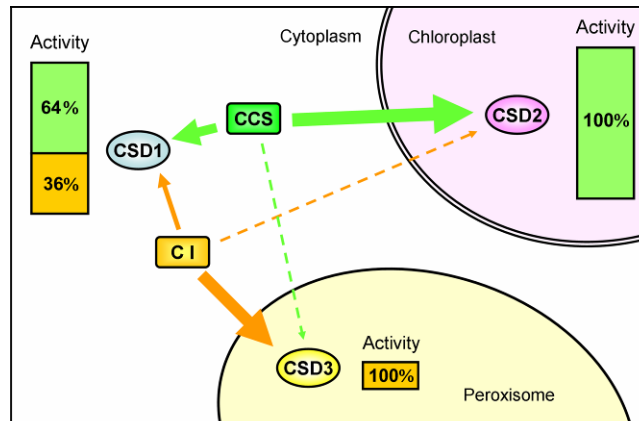 Activity
64%
36%
CSD1
CCS
C I
Cytoplasm
Chloroplast
CSD2
Activity
100%
CSD3
Activity
100%
Peroxisome